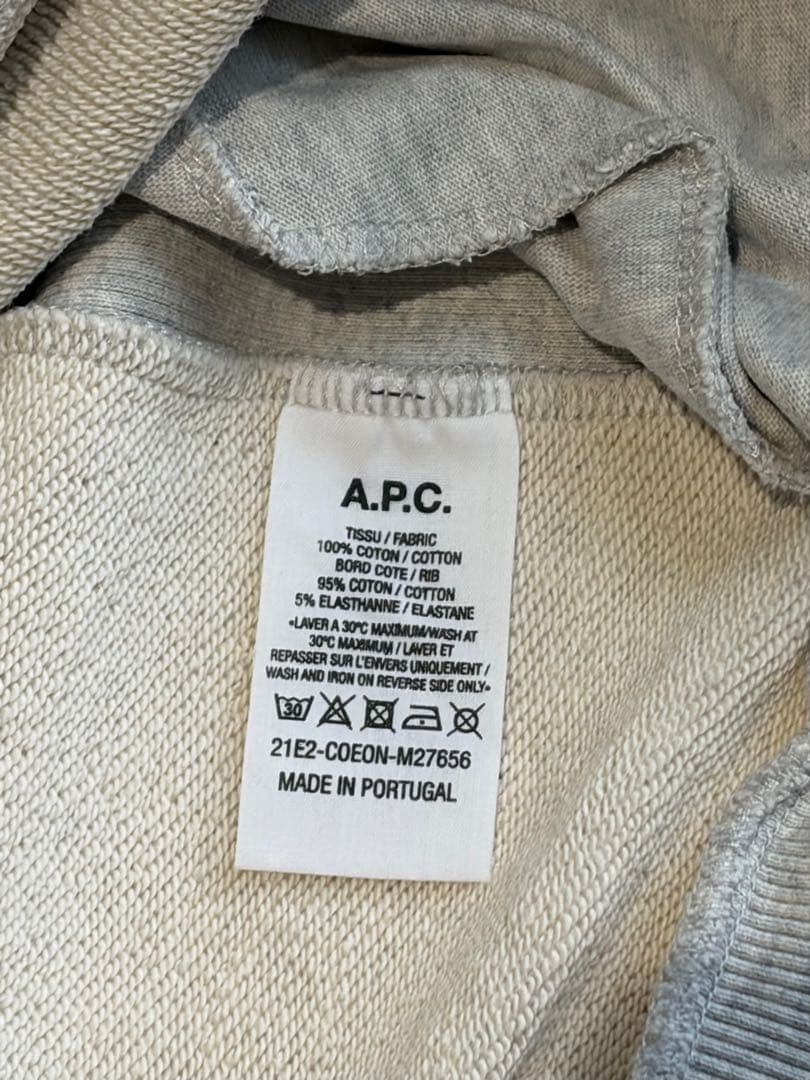 A.P.C.
TISSU / FABRIC
100% COTON / COTTON
BORD COTE / RIB
95% COTON / COTTON
5% ELASTHANNE / ELASTANE
•LAVER A 30°C MAXIMUM/WASH AT
30°C MAXIMUM / LAVER ET
REPASSER SUR L'ENVERS UNIQUEMENT /
WASH AND IRON ON REVERSE SIDE ONLY•
30
21E2-COEON-M27656
MADE IN PORTUGAL